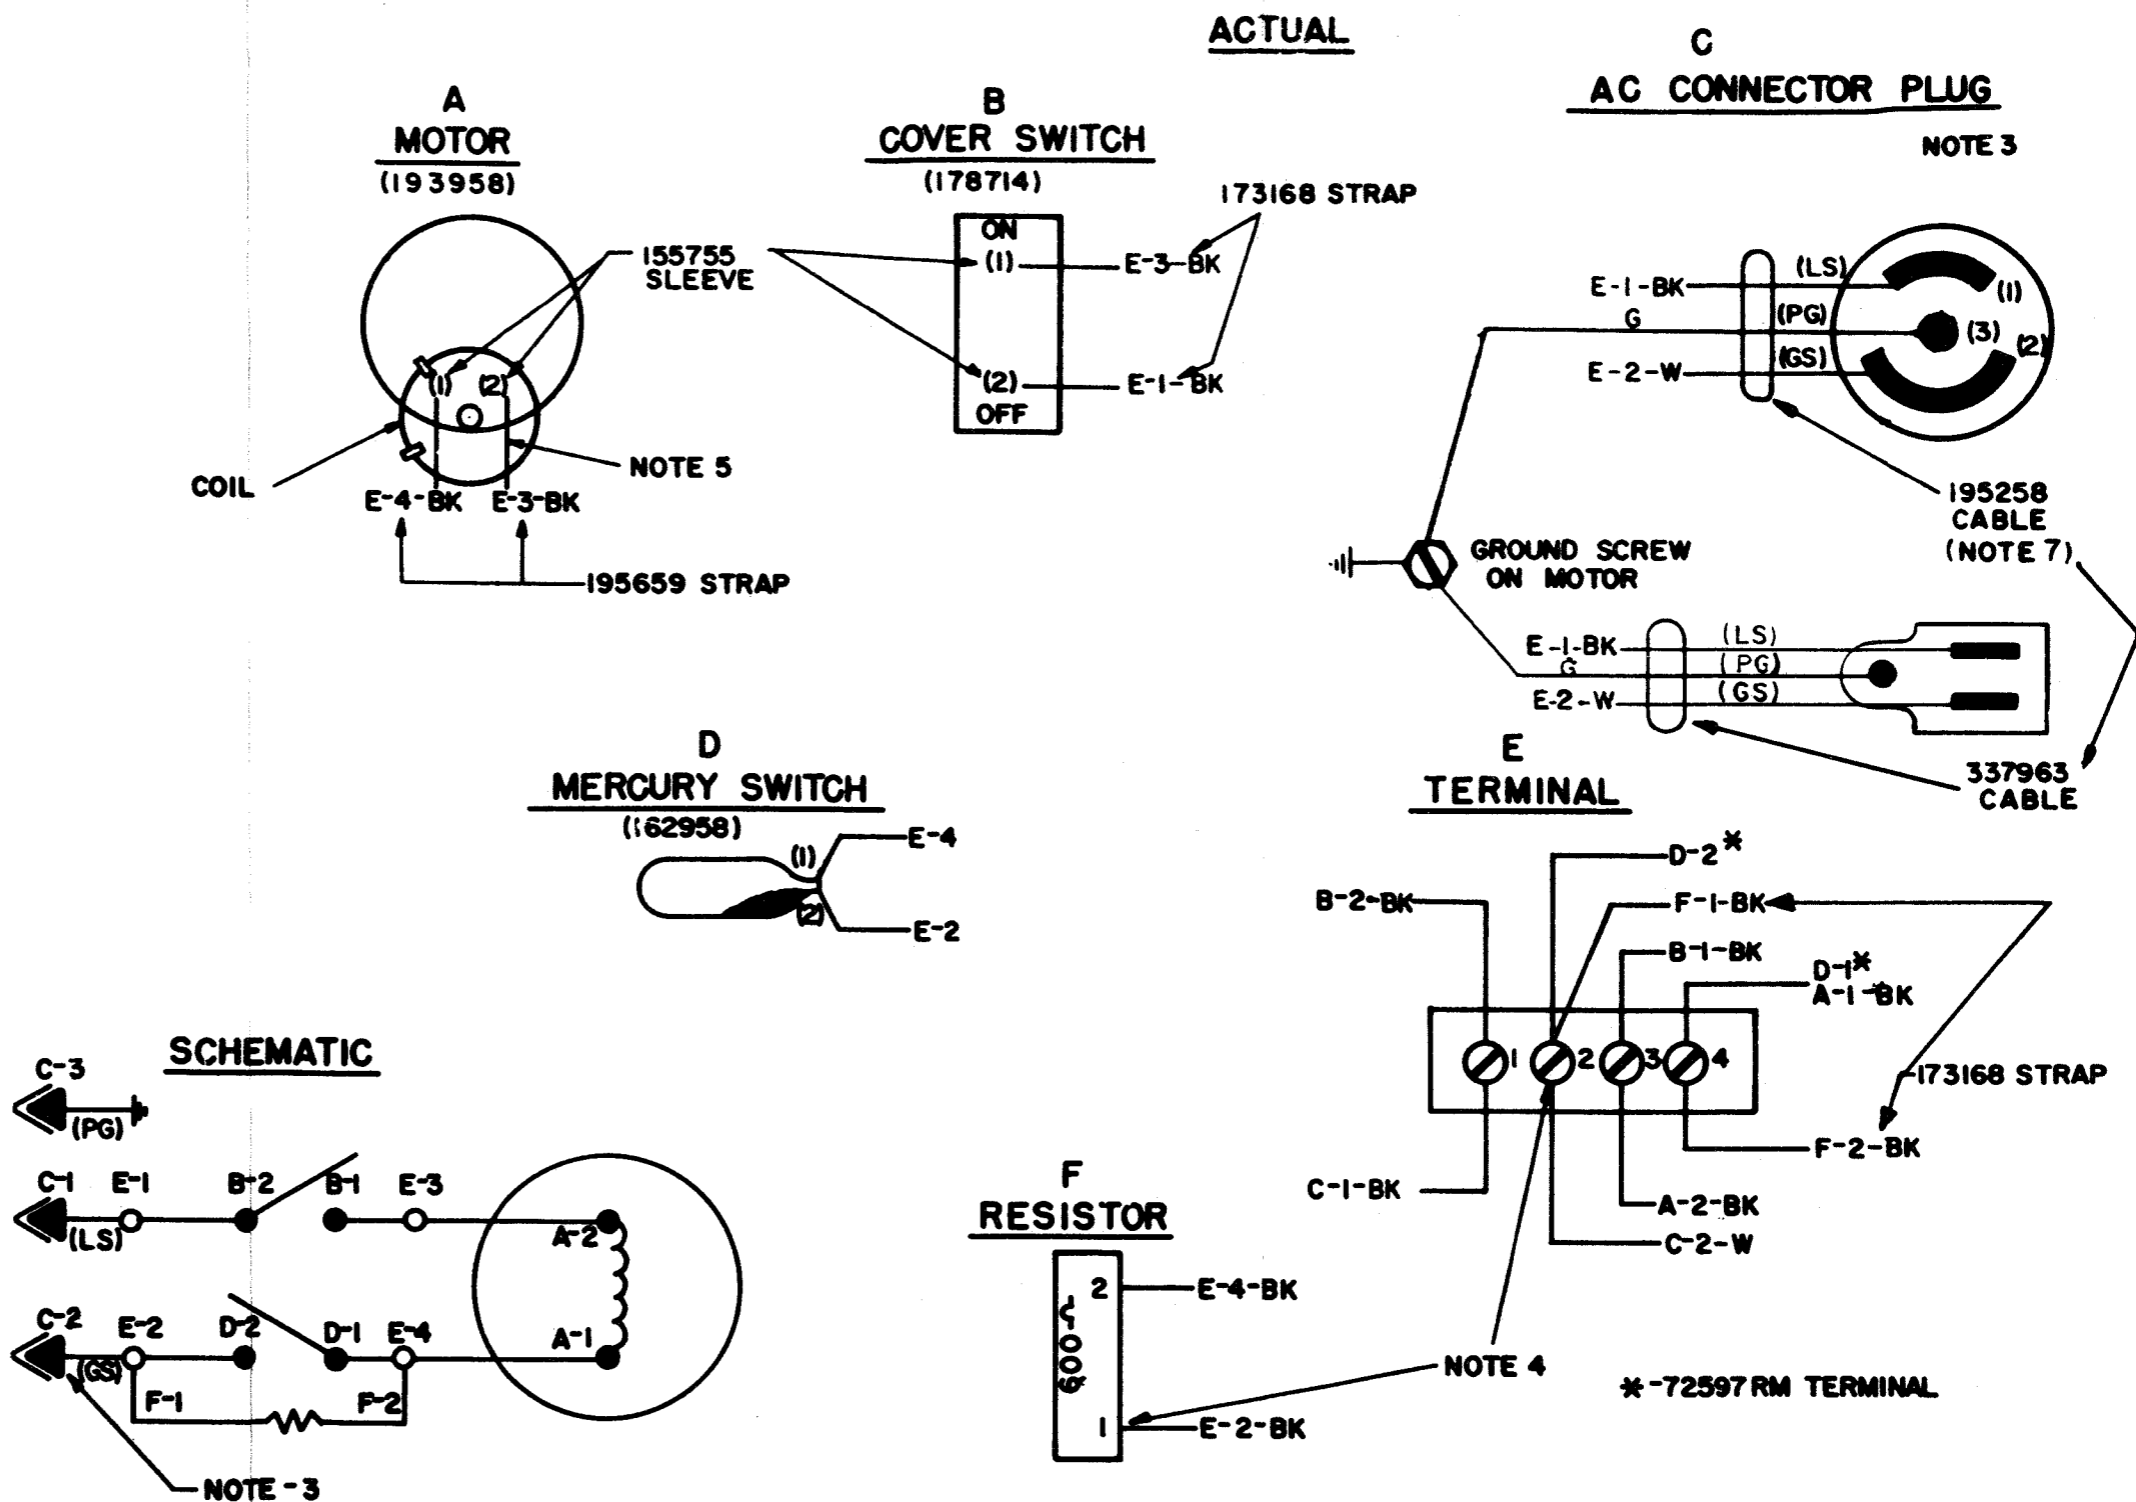 ACTUAL
A
MOTOR
(193958)
155755
SLEEVE
(1)
(2)
COIL
NOTE 5
E-4-BK
E-3-BK
195659 STRAP
B
COVER SWITCH
(178714)
173168 STRAP
ON
(1)
E-3-BK
(2)
E-1-BK
OFF
C
AC CONNECTOR PLUG
NOTE 3
E-1-BK
(LS)
(1)
G
(PG)
(3)
(2)
E-2-W
(GS)
195258
CABLE
(NOTE 7)
GROUND SCREW
ON MOTOR
E-1-BK
(LS)
G
(PG)
E-2-W
(GS)
337963
CABLE
D
MERCURY SWITCH
(162958)
(1)
E-4
(2)
E-2
E
TERMINAL
D-2*
B-2-BK
F-1-BK
B-1-BK
D-1*
A-1-BK
1
2
3
4
173168 STRAP
F-2-BK
C-1-BK
A-2-BK
C-2-W
NOTE 4
*-72597RM TERMINAL
SCHEMATIC
C-3
(PG)
C-1
E-1
B-2
B-1
E-3
(LS)
A-2
C-2
E-2
D-2
D-1
E-4
A-1
(GS)
F-1
F-2
NOTE-3
F
RESISTOR
2
E-4-BK
1
E-2-BK